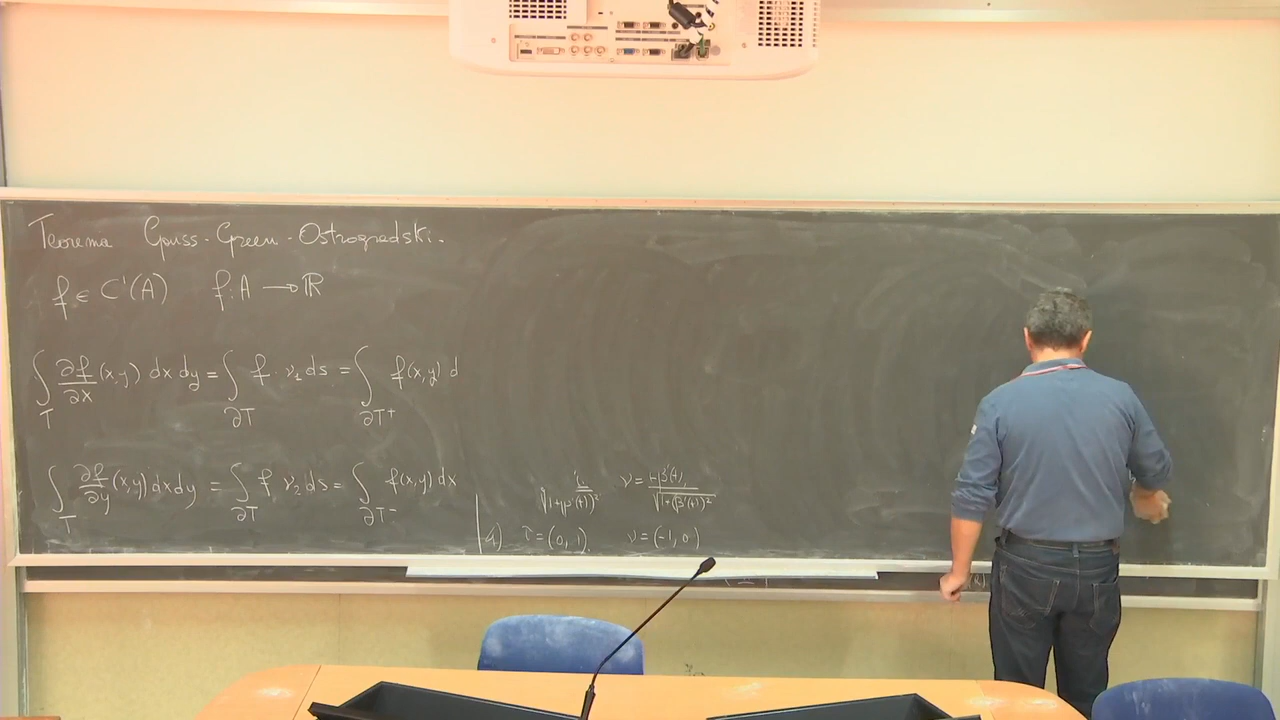 Teorema Gauss-Green-Ostrogradski.
f ∈ C¹(A) f: A → ℝ
∫_T ∂f/∂x (x,y) dx dy = ∫_∂T f · ν₁ ds = ∫_∂T⁺ f(x,y) d
∫_T ∂f/∂y (x,y) dx dy = ∫_∂T f ν₂ ds = ∫_∂T⁻ f(x,y) dx
√1+(β'(t))² ν = -β'(t) / √1+(β'(t))²
4) τ = (0, 1) ν = (-1, 0)